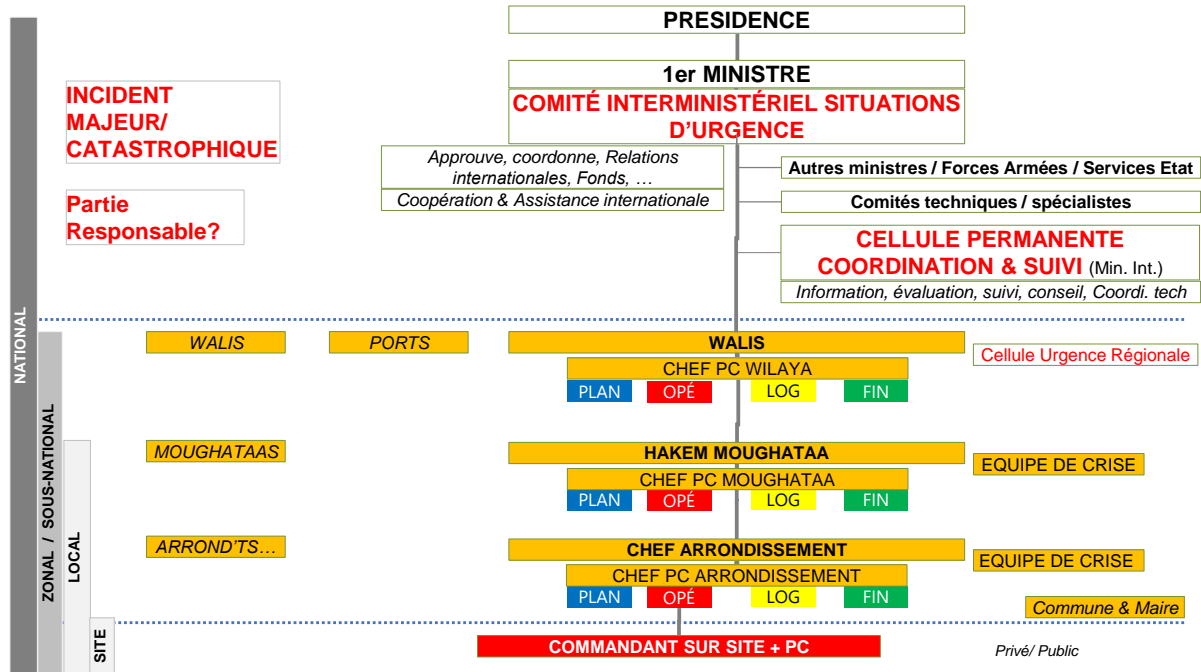 PRESIDENCE
1er MINISTRE
COMITÉ INTERMINISTÉRIEL SITUATIONS
D'URGENCE
INCIDENT
MAJEUR/
CATASTROPHIQUE
Approuve, coordonne, Relations
internationales, Fonds, …
Coopération & Assistance internationale
Autres ministres / Forces Armées / Services Etat
Partie
Responsable?
Comités techniques / spécialistes
CELLULE PERMANENTE
COORDINATION & SUIVI (Min. Int.)
Information, évaluation, suivi, conseil, Coordi. tech
NATIONAL
ZONAL / SOUS-NATIONAL
LOCAL
SITE
WALIS
PORTS
WALIS
Cellule Urgence Régionale
CHEF PC WILAYA
PLAN OPÉ LOG FIN
MOUGHATAAS
HAKEM MOUGHATAA
EQUIPE DE CRISE
CHEF PC MOUGHATAA
PLAN OPÉ LOG FIN
ARROND'TS…
CHEF ARRONDISSEMENT
EQUIPE DE CRISE
CHEF PC ARRONDISSEMENT
PLAN OPÉ LOG FIN
Commune & Maire
COMMANDANT SUR SITE + PC
Privé/ Public